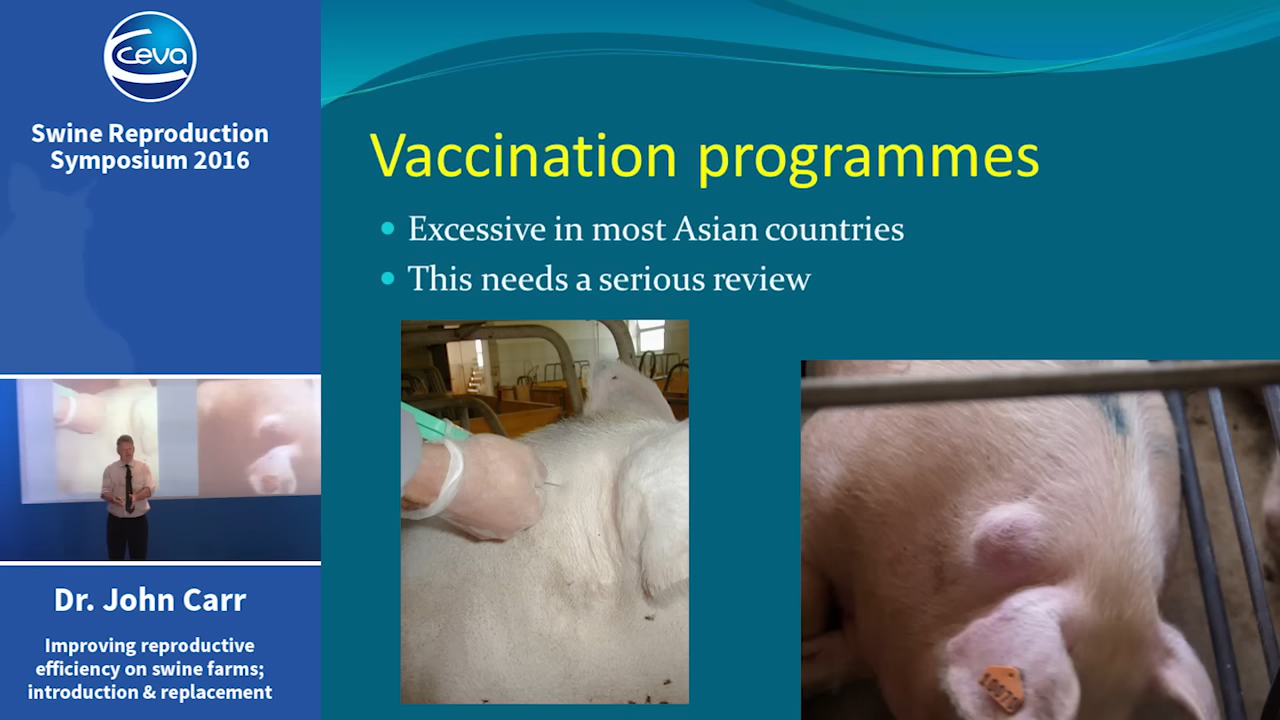 Ceva
Swine Reproduction
Symposium 2016
Vaccination programmes
Excessive in most Asian countries
This needs a serious review
Dr. John Carr
Improving reproductive
efficiency on swine farms;
introduction & replacement